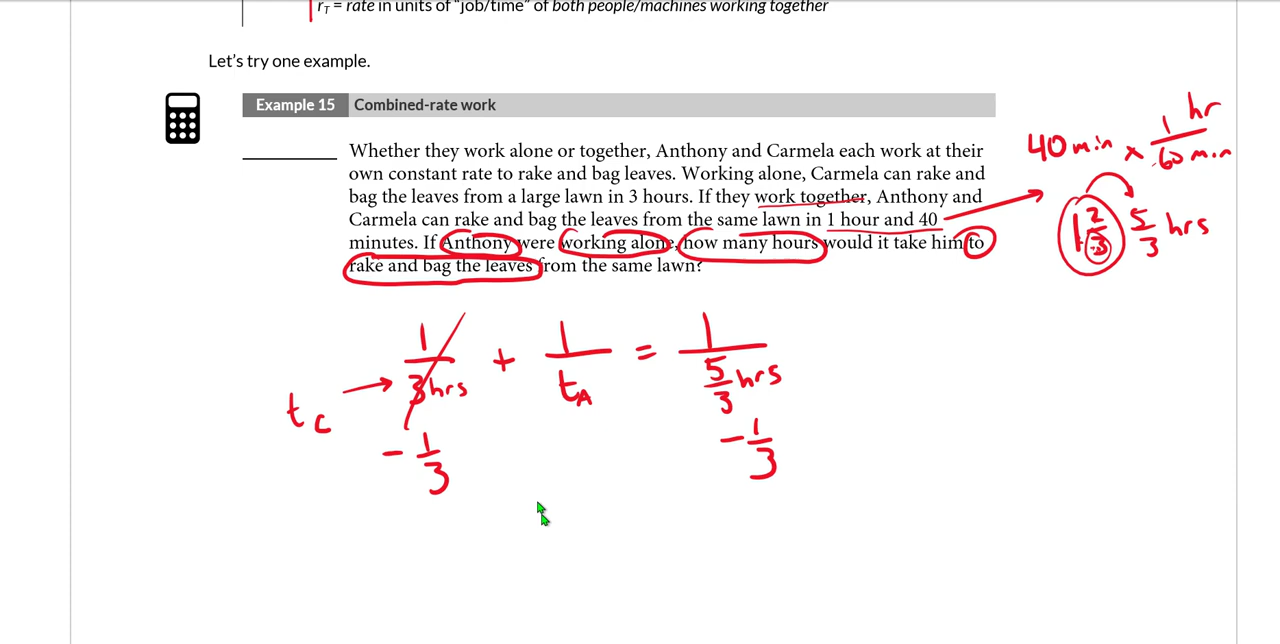 r_T = rate in units of "job/time" of both people/machines working together
Let's try one example.
Example 15 Combined-rate work
Whether they work alone or together, Anthony and Carmela each work at their
own constant rate to rake and bag leaves. Working alone, Carmela can rake and
bag the leaves from a large lawn in 3 hours. If they work together, Anthony and
Carmela can rake and bag the leaves from the same lawn in 1 hour and 40
minutes. If Anthony were working alone, how many hours would it take him to
rake and bag the leaves from the same lawn?
40 min × 1 hr / 60 min
1 2/3 5/3 hrs
1 / 3 hrs + 1 / t_A = 1 / (5/3 hrs)
t_C →
- 1/3 - 1/3